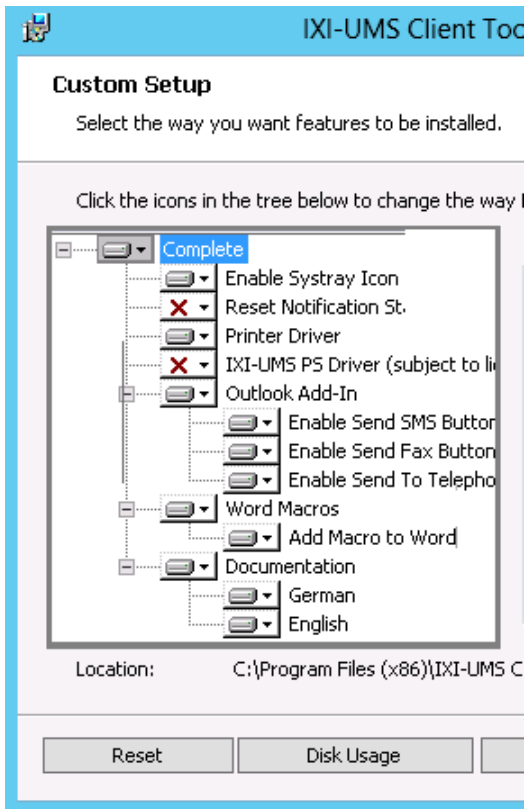 IXI-UMS Client Too
Custom Setup
Select the way you want features to be installed.
Click the icons in the tree below to change the way
Complete
Enable Systray Icon
Reset Notification St.
Printer Driver
IXI-UMS PS Driver (subject to li
Outlook Add-In
Enable Send SMS Button
Enable Send Fax Button
Enable Send To Telepho
Word Macros
Add Macro to Word
Documentation
German
English
Location: C:\Program Files (x86)\IXI-UMS C
Reset Disk Usage